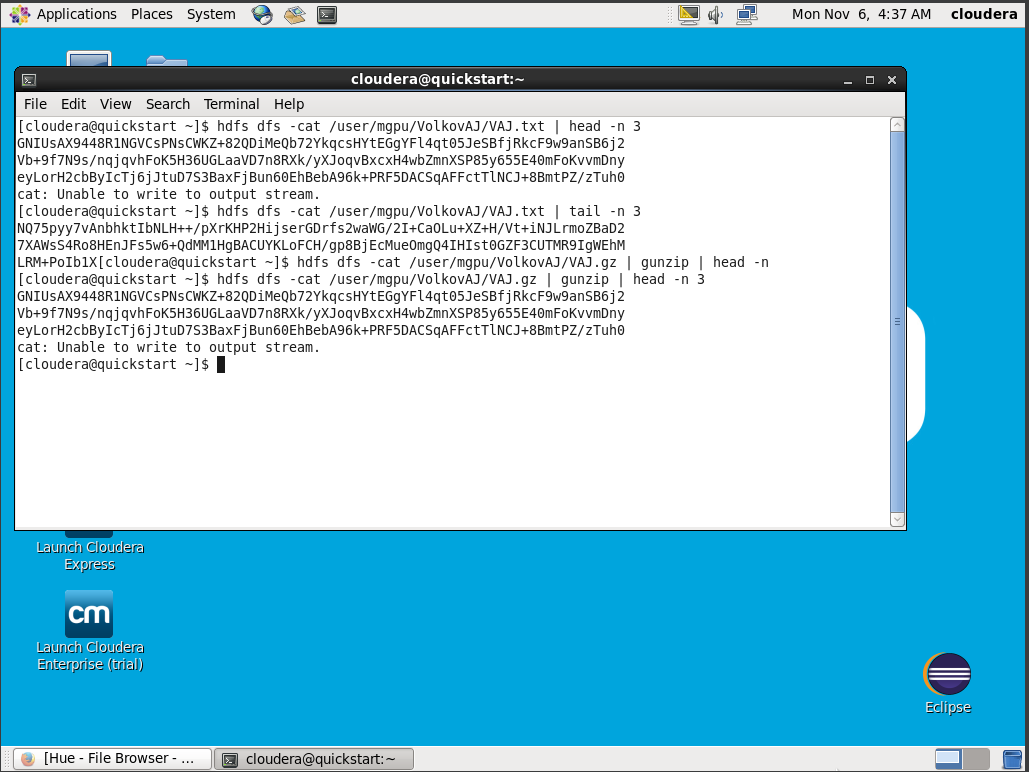 Applications Places System Mon Nov 6, 4:37 AM cloudera
cloudera@quickstart:~
File Edit View Search Terminal Help
[cloudera@quickstart ~]$ hdfs dfs -cat /user/mgpu/VolkovAJ/VAJ.txt | head -n 3
GNIUsAX9448R1NGVCsPNsCWKZ+82QDiMeQb72YkqcsHYtEGgYFl4qt05JeSBfjRkcF9w9anSB6j2
Vb+9f7N9s/nqjqvhFoK5H36UGLaaVD7n8RXk/yXJoqvBxcxH4wbZmnXSP85y655E40mFoKvvmDny
eyLorH2cbByIcTj6jJtuD7S3BaxFjBun60EhBebA96k+PRF5DACSqAFFctTlNCJ+8BmtPZ/zTuh0
cat: Unable to write to output stream.
[cloudera@quickstart ~]$ hdfs dfs -cat /user/mgpu/VolkovAJ/VAJ.txt | tail -n 3
NQ75pyy7vAnbhktIbNLH++/pXrKHP2HijserGDrfs2waWG/2I+CaOLu+XZ+H/Vt+iNJLrmoZBaD2
7XAWsS4Ro8HEnJFs5w6+QdMM1HgBACUYKLoFCH/gp8BjEcMueOmgQ4IHIst0GZF3CUTMR9IgWEhM
LRM+PoIb1X[cloudera@quickstart ~]$ hdfs dfs -cat /user/mgpu/VolkovAJ/VAJ.gz | gunzip | head -n
[cloudera@quickstart ~]$ hdfs dfs -cat /user/mgpu/VolkovAJ/VAJ.gz | gunzip | head -n 3
GNIUsAX9448R1NGVCsPNsCWKZ+82QDiMeQb72YkqcsHYtEGgYFl4qt05JeSBfjRkcF9w9anSB6j2
Vb+9f7N9s/nqjqvhFoK5H36UGLaaVD7n8RXk/yXJoqvBxcxH4wbZmnXSP85y655E40mFoKvvmDny
eyLorH2cbByIcTj6jJtuD7S3BaxFjBun60EhBebA96k+PRF5DACSqAFFctTlNCJ+8BmtPZ/zTuh0
cat: Unable to write to output stream.
[cloudera@quickstart ~]$
Launch Cloudera
Express
cm
Launch Cloudera
Enterprise (trial)
Eclipse
[Hue - File Browser - ... cloudera@quickstart:~